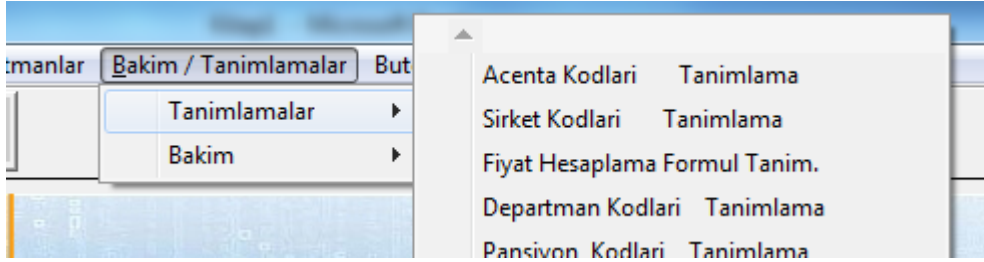 tmanlar Bakim / Tanimlamalar But
Tanimlamalar
Bakim
Acenta Kodlari Tanimlama
Sirket Kodlari Tanimlama
Fiyat Hesaplama Formul Tanim.
Departman Kodlari Tanimlama
Pansiyon Kodlari Tanimlama